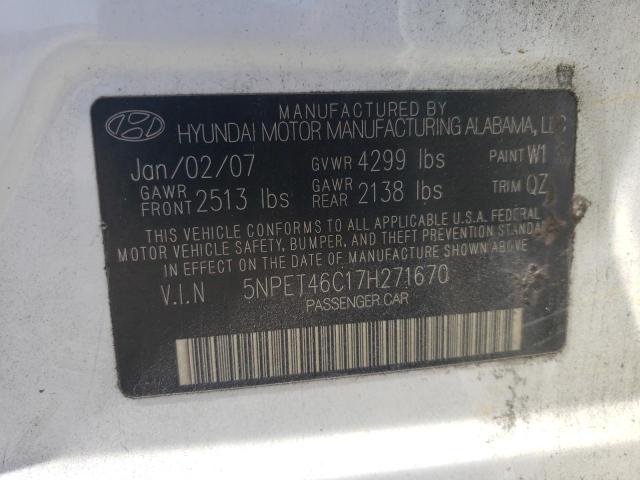 MANUFACTURED BY
HYUNDAI MOTOR MANUFACTURING ALABAMA, LLC
Jan/02/07 GVWR 4299 lbs PAINT W1
GAWR FRONT 2513 lbs GAWR REAR 2138 lbs TRIM QZ
THIS VEHICLE CONFORMS TO ALL APPLICABLE U.S.A. FEDERAL
MOTOR VEHICLE SAFETY, BUMPER, AND THEFT PREVENTION STANDA
IN EFFECT ON THE DATE OF MANUFACTURE SHOWN ABOVE.
V.I.N 5NPET46C17H271670
PASSENGER CAR